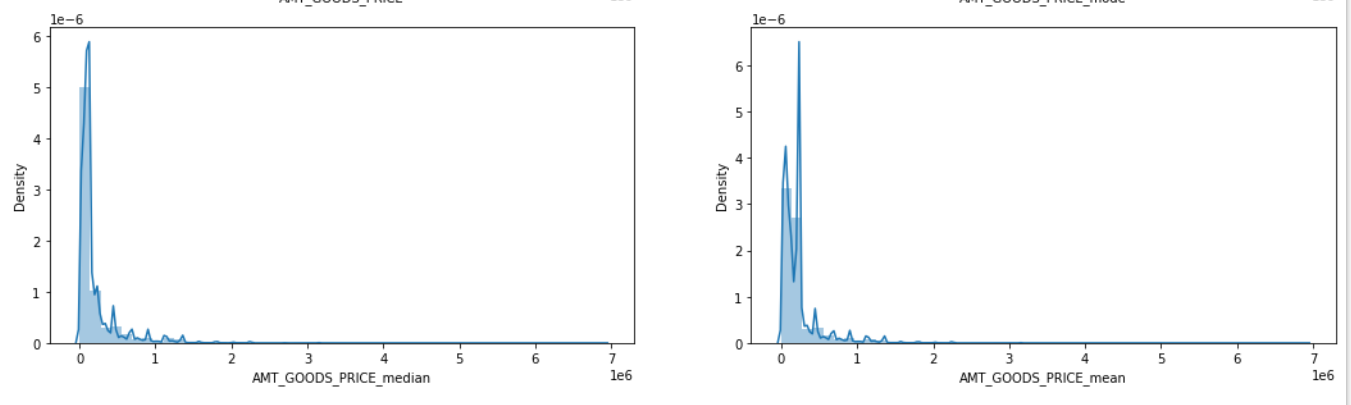 AMT_GOODS_PRICE
AMT_GOODS_PRICE_mode
1e-6
6
5
4
3
2
1
0
Density
0 1 2 3 4 5 6 7
1e6
AMT_GOODS_PRICE_median
1e-6
6
5
4
3
2
1
0
Density
0 1 2 3 4 5 6 7
1e6
AMT_GOODS_PRICE_mean